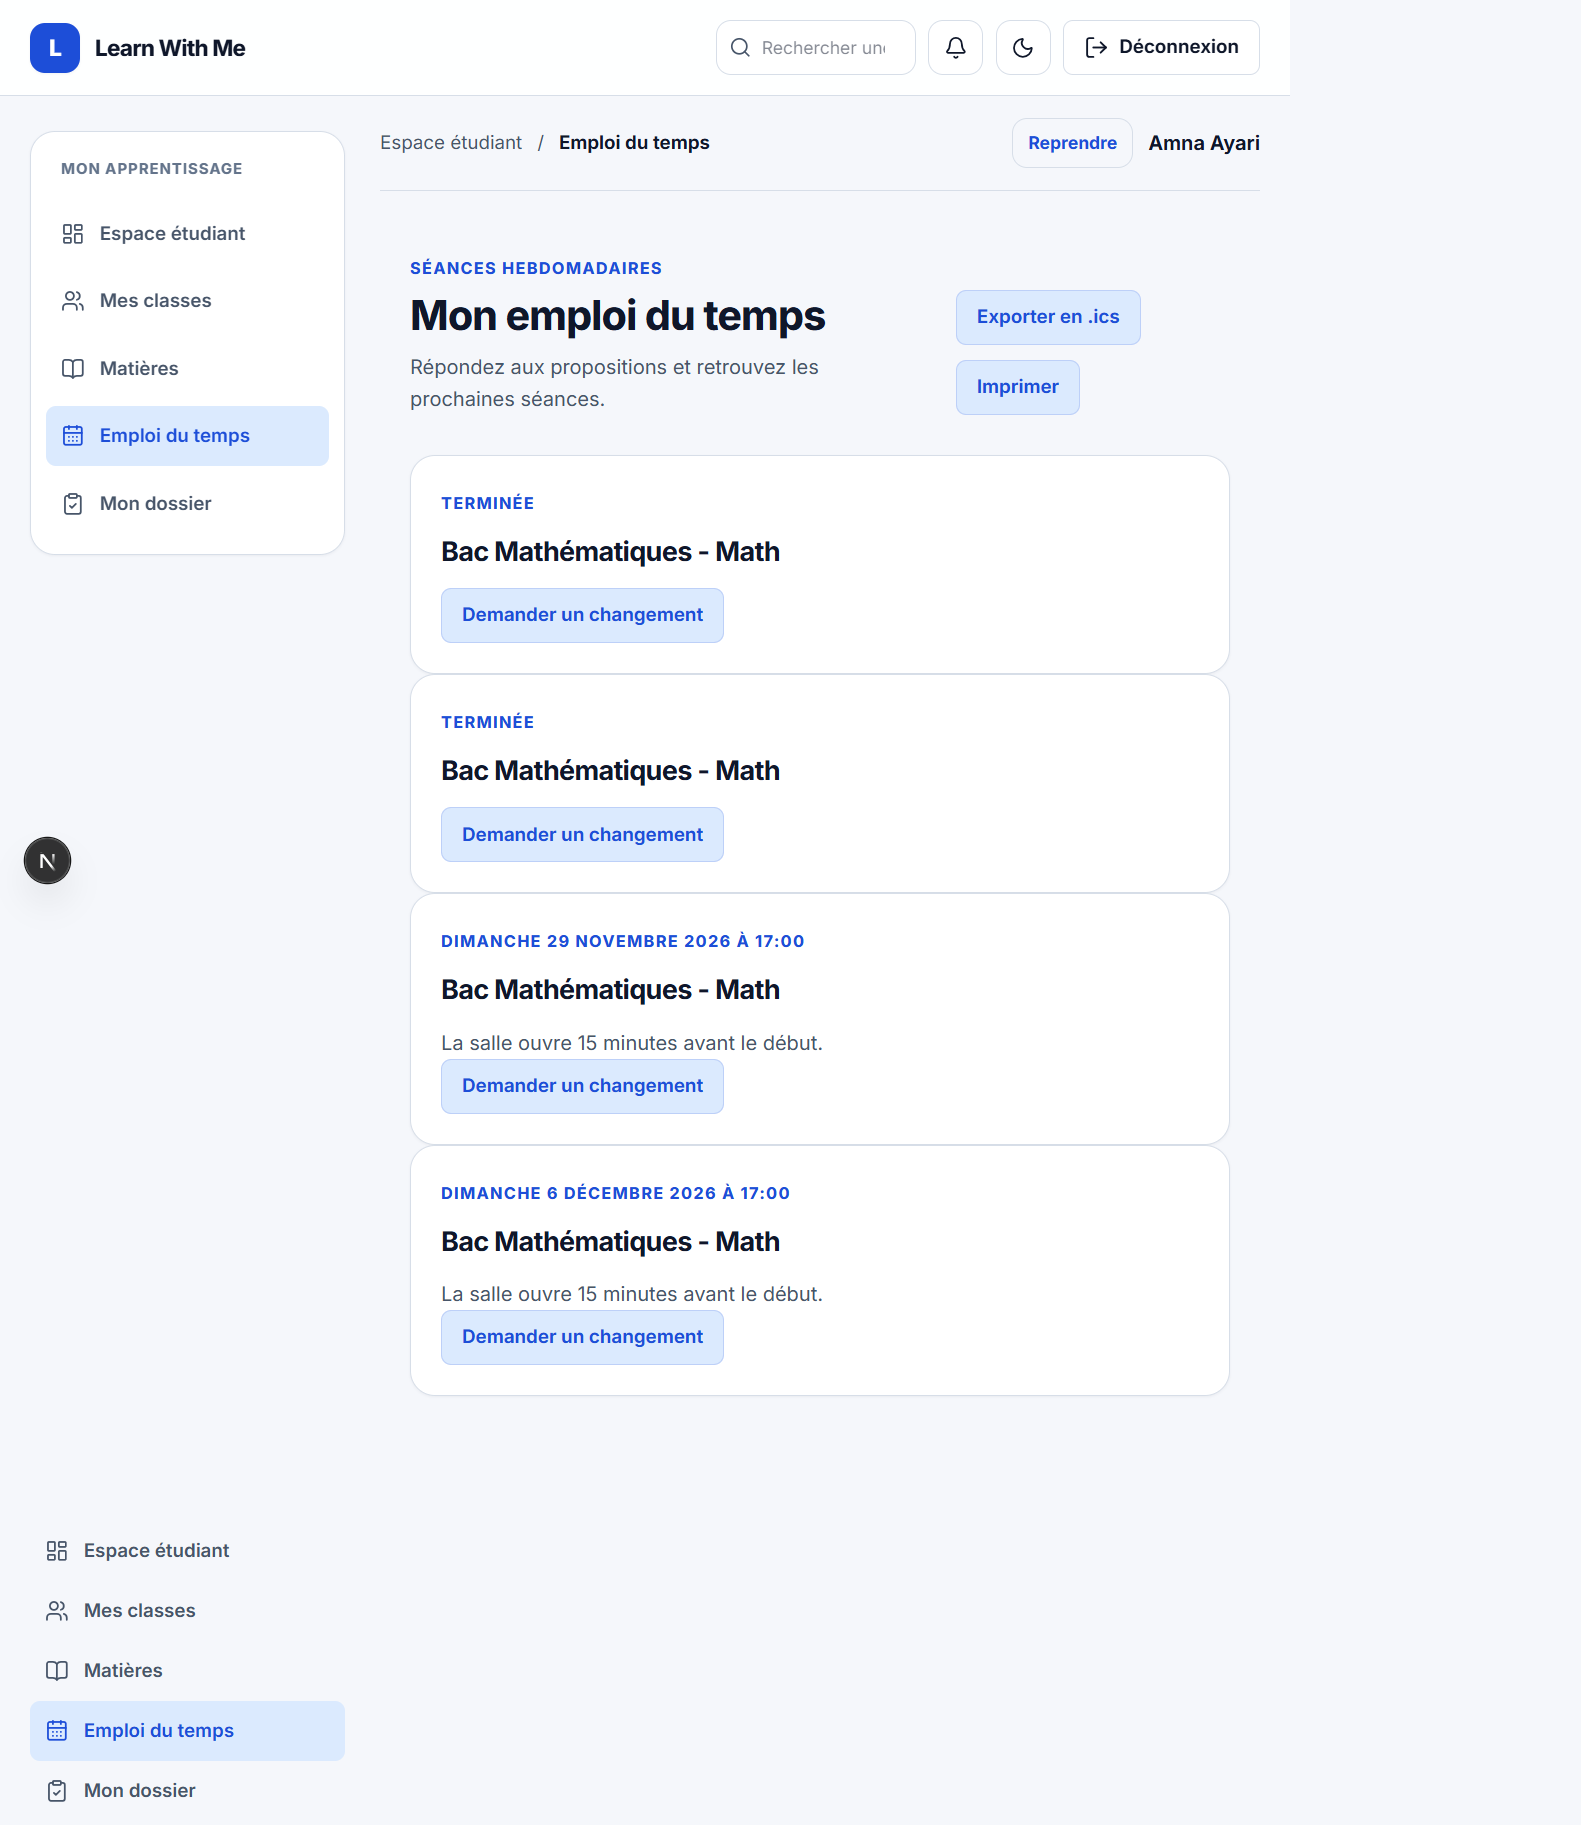 L Learn With Me
Rechercher un
Déconnexion
MON APPRENTISSAGE
Espace étudiant
Mes classes
Matières
Emploi du temps
Mon dossier
Espace étudiant / Emploi du temps
Reprendre
Amna Ayari
SÉANCES HEBDOMADAIRES
Mon emploi du temps
Répondez aux propositions et retrouvez les
prochaines séances.
Exporter en .ics
Imprimer
TERMINÉE
Bac Mathématiques - Math
Demander un changement
TERMINÉE
Bac Mathématiques - Math
Demander un changement
DIMANCHE 29 NOVEMBRE 2026 À 17:00
Bac Mathématiques - Math
La salle ouvre 15 minutes avant le début.
Demander un changement
DIMANCHE 6 DÉCEMBRE 2026 À 17:00
Bac Mathématiques - Math
La salle ouvre 15 minutes avant le début.
Demander un changement
N
Espace étudiant
Mes classes
Matières
Emploi du temps
Mon dossier